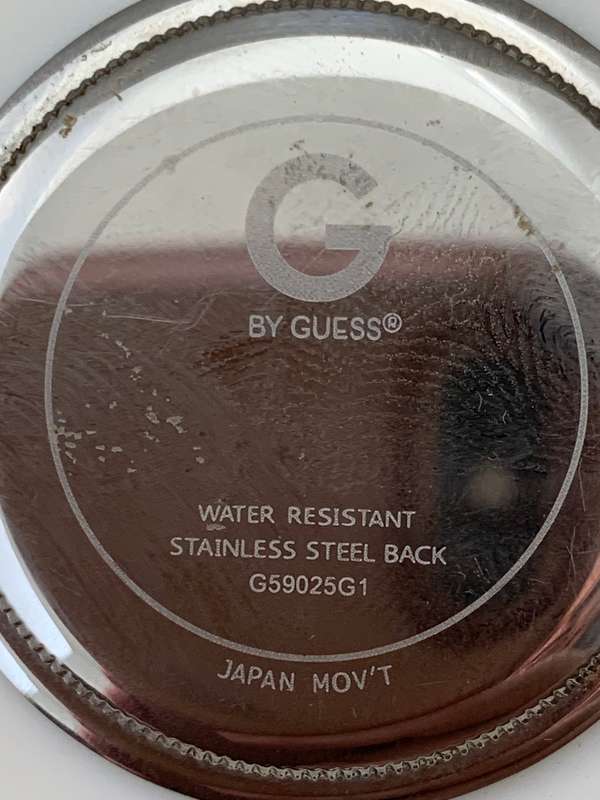 G
BY GUESS®
WATER RESISTANT
STAINLESS STEEL BACK
G59025G1
JAPAN MOV'T